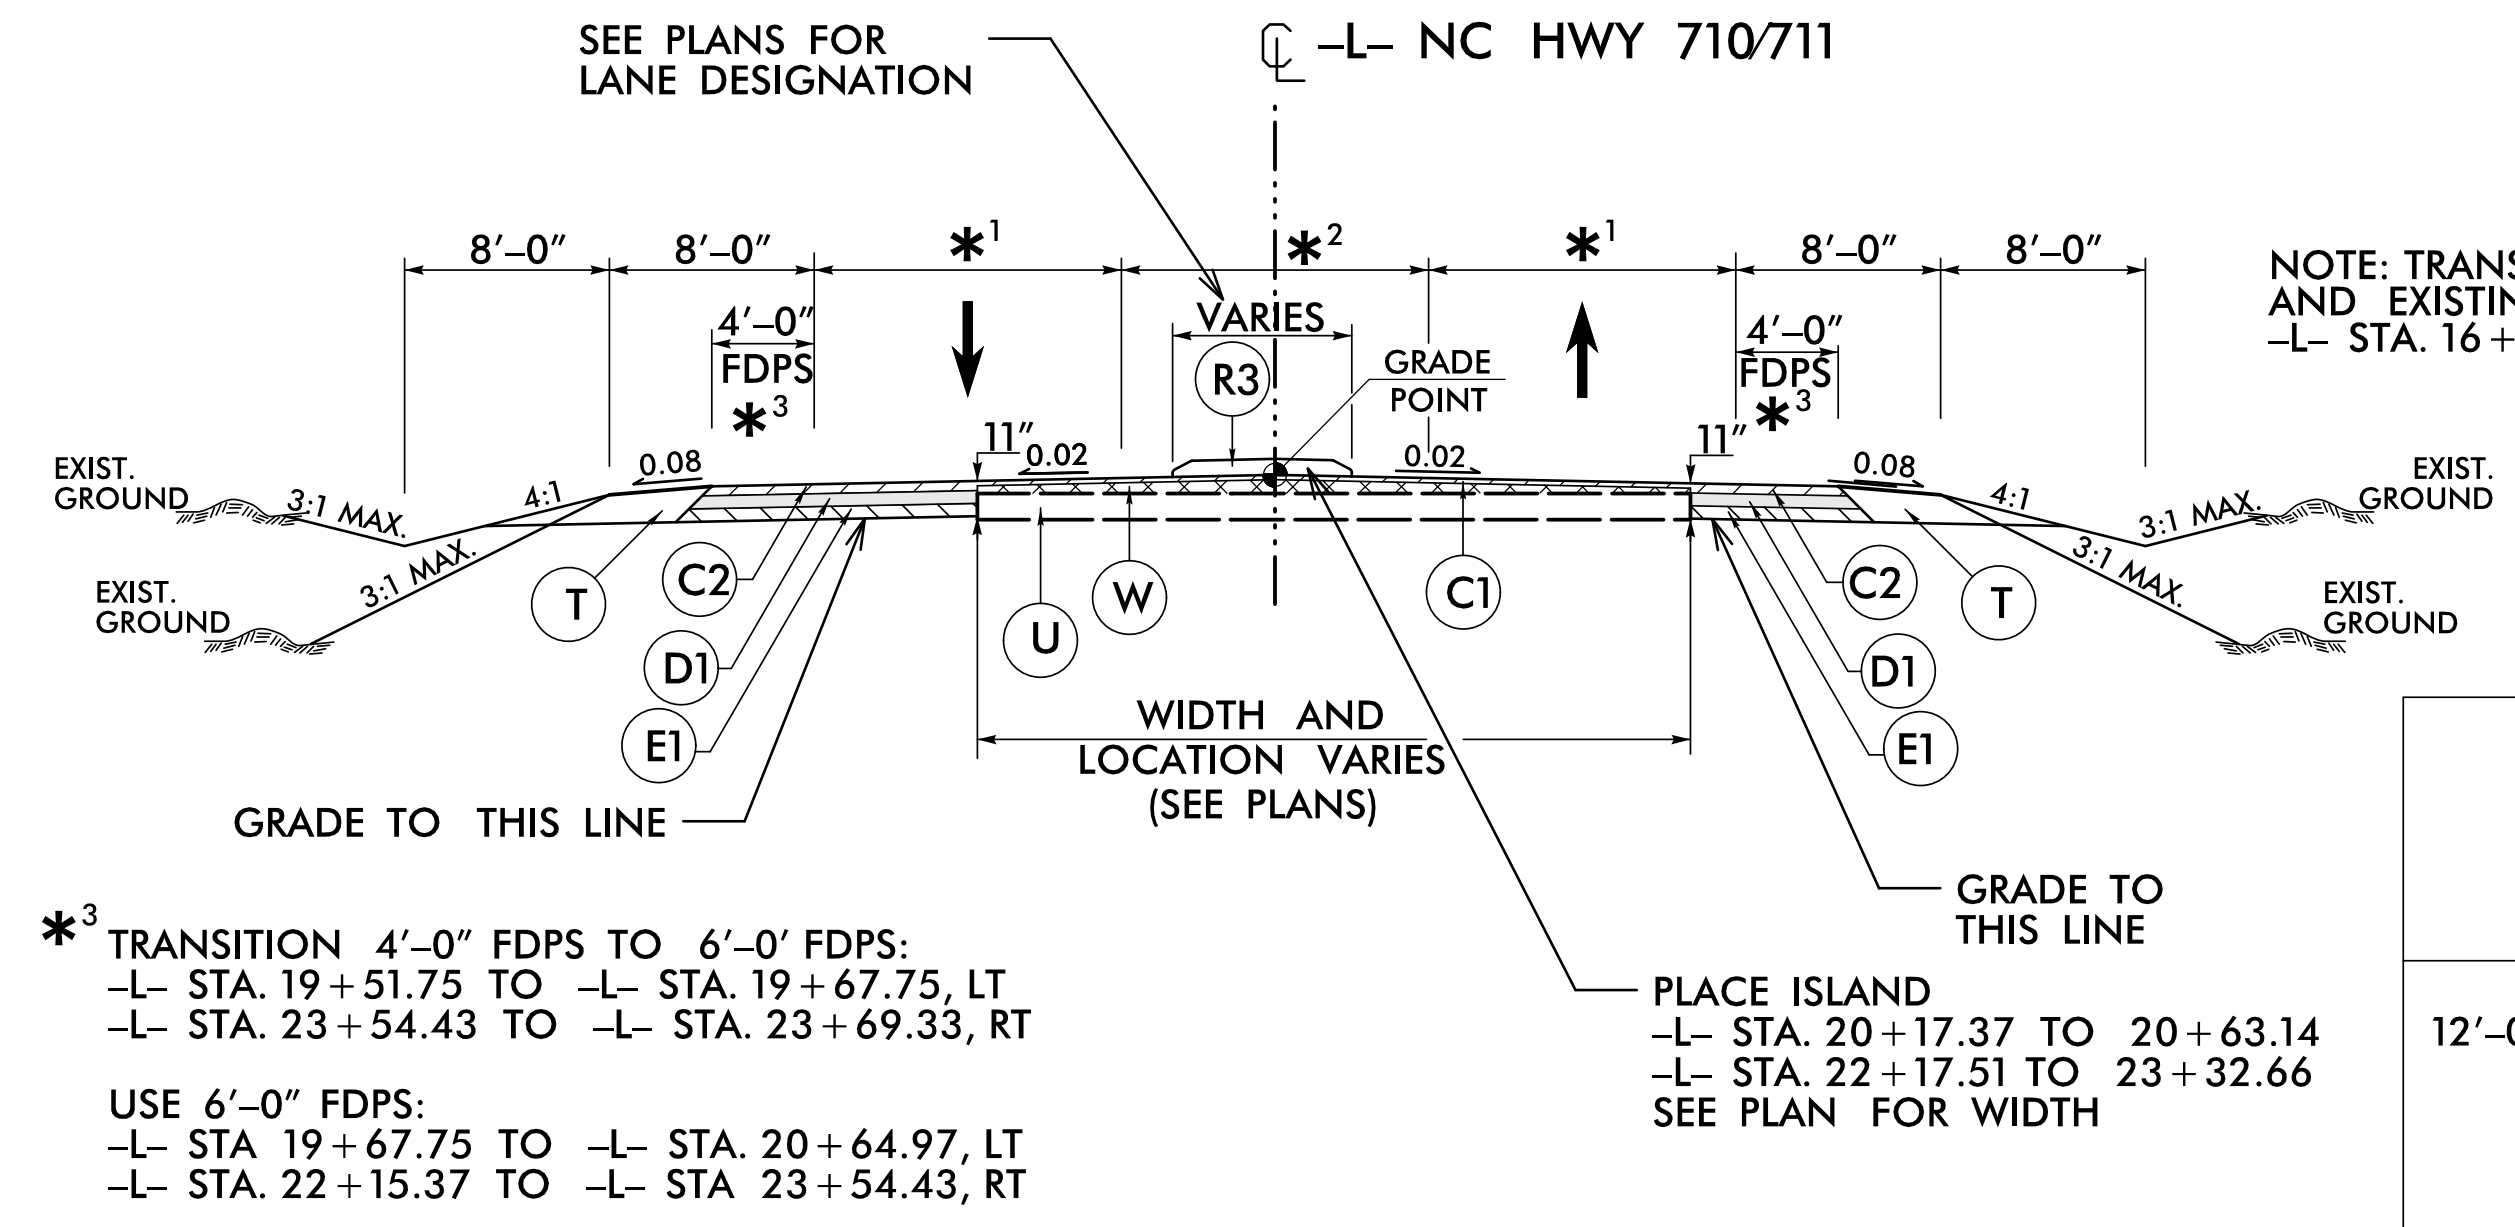 SEE PLANS FOR
LANE DESIGNATION
℄ –L– NC HWY 710/711
8′–0″ 8′–0″ *1 *2 *1 8′–0″ 8′–0″
NOTE: TRANS
AND EXISTIN
–L– STA. 16+
4′–0″
FDPS
*3
VARIES
R3
GRADE
POINT
4′–0″
FDPS
*3
11″
0.02
0.02
11″
0.08
0.08
EXIST.
GROUND
3:1 MAX.
4:1
3:1 MAX.
EXIST.
GROUND
4:1
3:1 MAX.
3:1 MAX.
EXIST.
GROUND
EXIST.
GROUND
T
C2
D1
E1
U
W
C1
C2
T
D1
E1
WIDTH AND
LOCATION VARIES
(SEE PLANS)
GRADE TO THIS LINE
GRADE TO
THIS LINE
*3 TRANSITION 4′–0″ FDPS TO 6′–0′ FDPS:
–L– STA. 19+51.75 TO –L– STA. 19+67.75, LT
–L– STA. 23+54.43 TO –L– STA. 23+69.33, RT
USE 6′–0″ FDPS:
–L– STA 19+67.75 TO –L– STA. 20+64.97, LT
–L– STA. 22+15.37 TO –L– STA 23+54.43, RT
PLACE ISLAND
–L– STA. 20+17.37 TO 20+63.14
–L– STA. 22+17.51 TO 23+32.66
SEE PLAN FOR WIDTH
12′–0